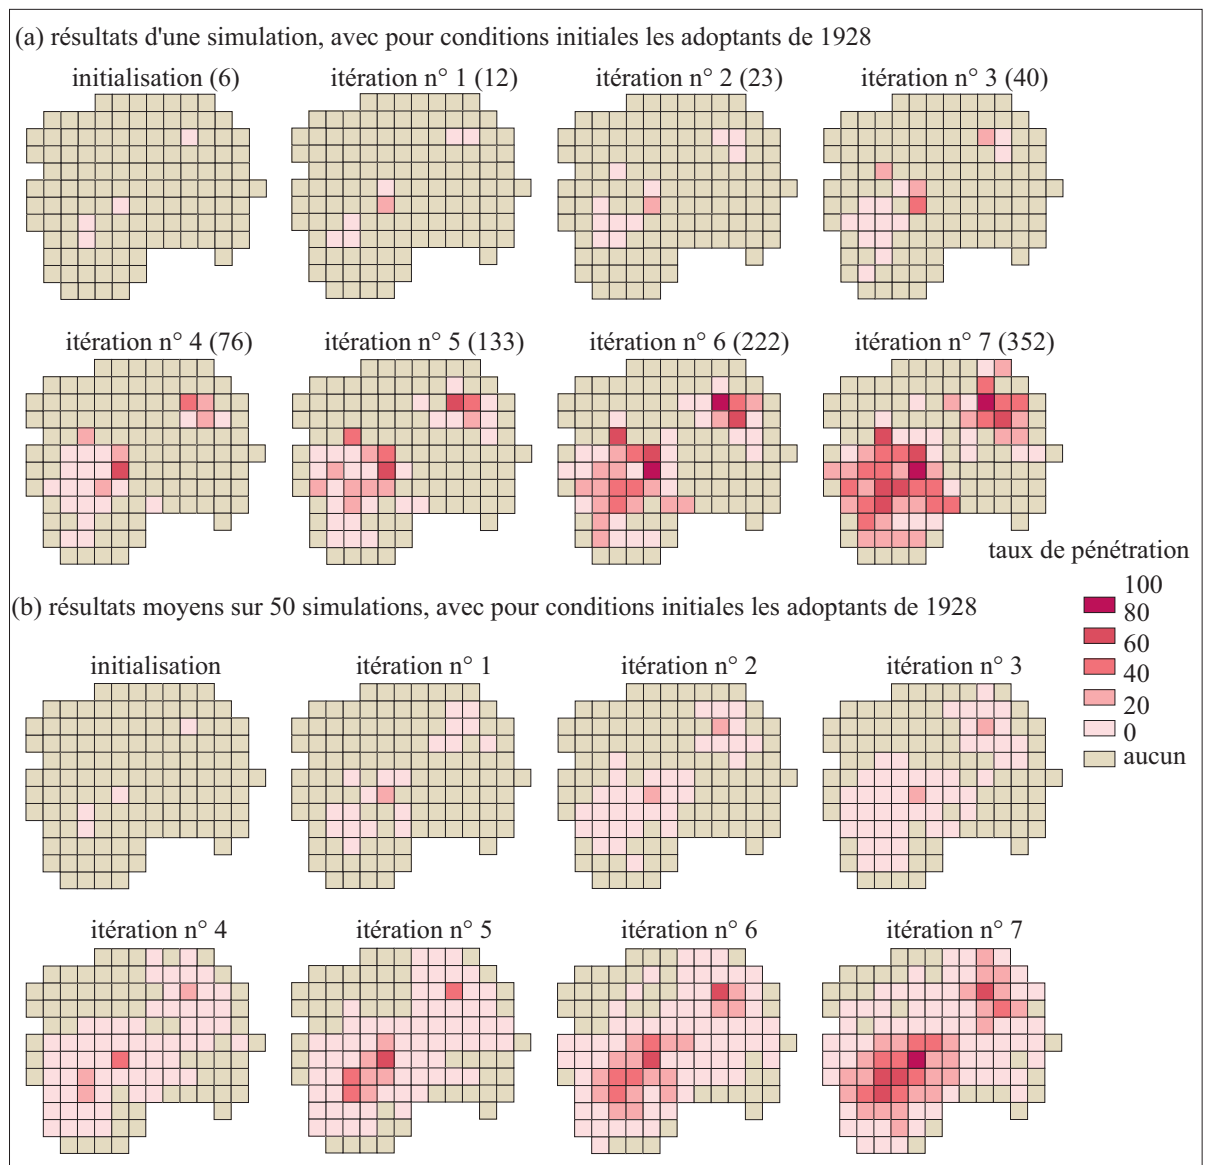 (a) résultats d'une simulation, avec pour conditions initiales les adoptants de 1928
initialisation (6)
itération n° 1 (12)
itération n° 2 (23)
itération n° 3 (40)
itération n° 4 (76)
itération n° 5 (133)
itération n° 6 (222)
itération n° 7 (352)
taux de pénétration
100
80
60
40
20
0
aucun
(b) résultats moyens sur 50 simulations, avec pour conditions initiales les adoptants de 1928
initialisation
itération n° 1
itération n° 2
itération n° 3
itération n° 4
itération n° 5
itération n° 6
itération n° 7